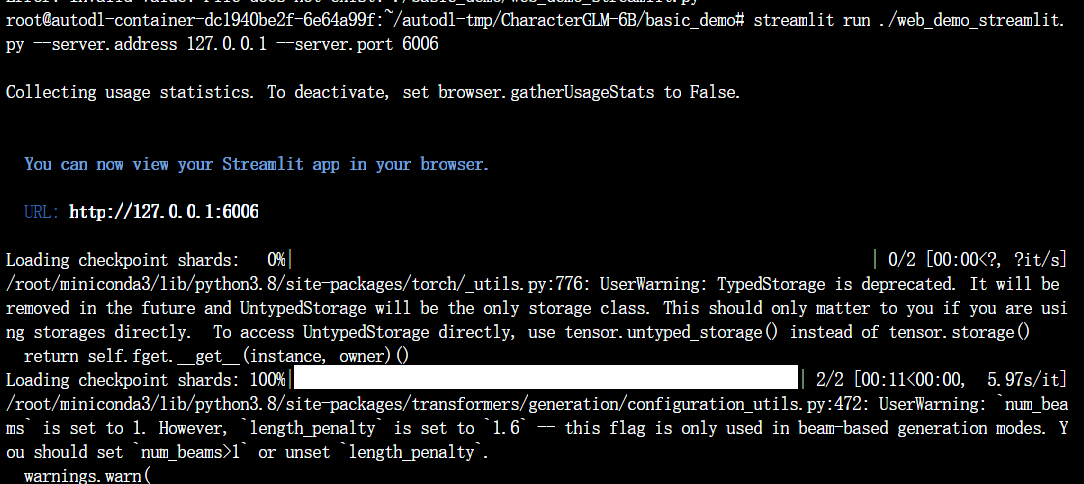 root@autodl-container-dc1940be2f-6e64a99f:~/autodl-tmp/CharacterGLM-6B/basic_demo# streamlit run ./web_demo_streamlit.
py --server.address 127.0.0.1 --server.port 6006
Collecting usage statistics. To deactivate, set browser.gatherUsageStats to False.
You can now view your Streamlit app in your browser.
URL: http://127.0.0.1:6006
Loading checkpoint shards:   0%|          | 0/2 [00:00<?, ?it/s]
/root/miniconda3/lib/python3.8/site-packages/torch/_utils.py:776: UserWarning: TypedStorage is deprecated. It will be
removed in the future and UntypedStorage will be the only storage class. This should only matter to you if you are usi
ng storages directly.  To access UntypedStorage directly, use tensor.untyped_storage() instead of tensor.storage()
return self.fget.__get__(instance, owner)()
Loading checkpoint shards: 100%|          | 2/2 [00:11<00:00,  5.97s/it]
/root/miniconda3/lib/python3.8/site-packages/transformers/generation/configuration_utils.py:472: UserWarning: `num_bea
ms` is set to 1. However, `length_penalty` is set to `1.6` -- this flag is only used in beam-based generation modes. Y
ou should set `num_beams>1` or unset `length_penalty`.
warnings.warn(